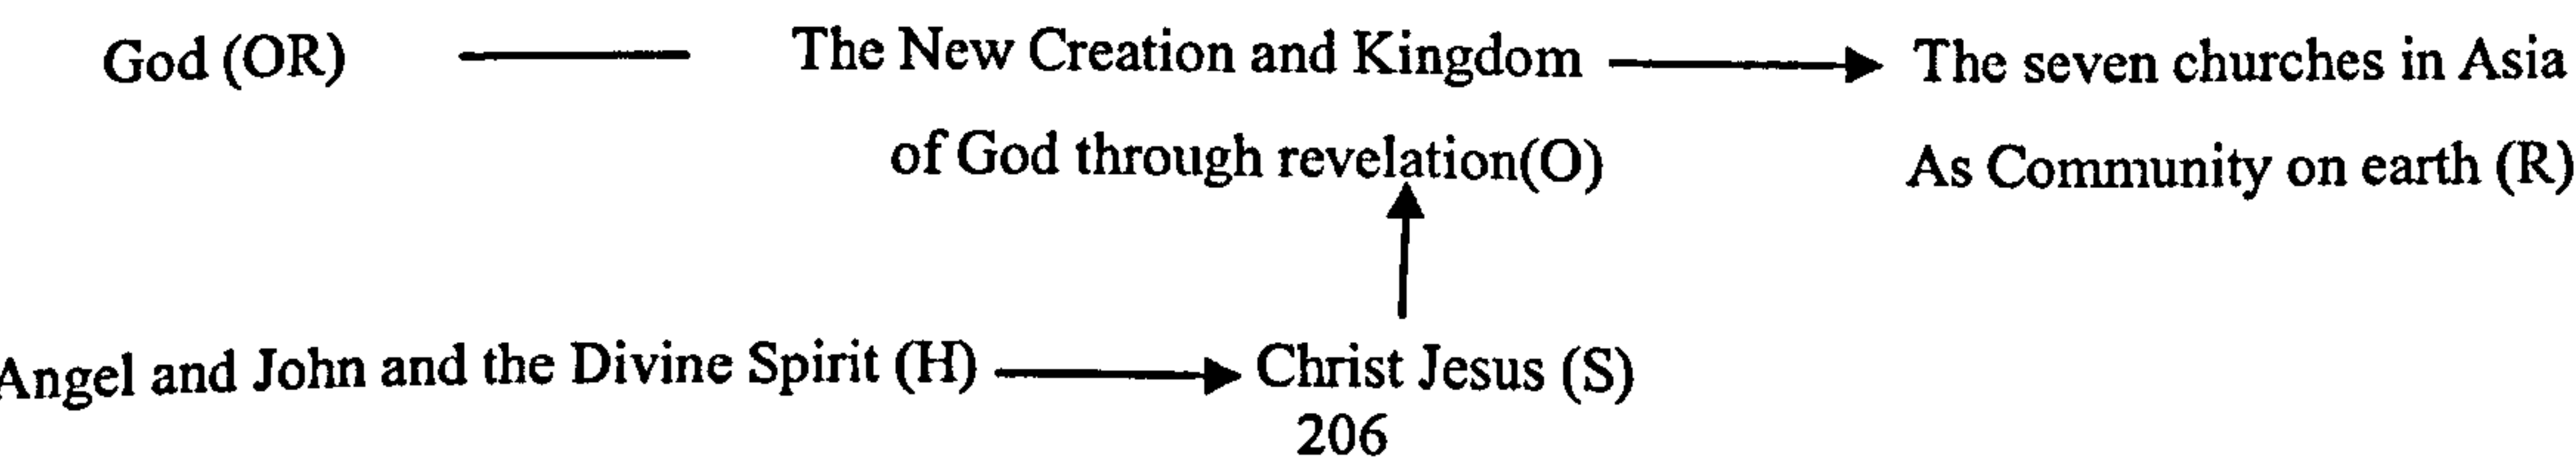 God (OR) The New Creation and Kingdom The seven churches in Asia
of God through revelation(O) As Community on earth (R)
Angel and John and the Divine Spirit (H) Christ Jesus (S)
206